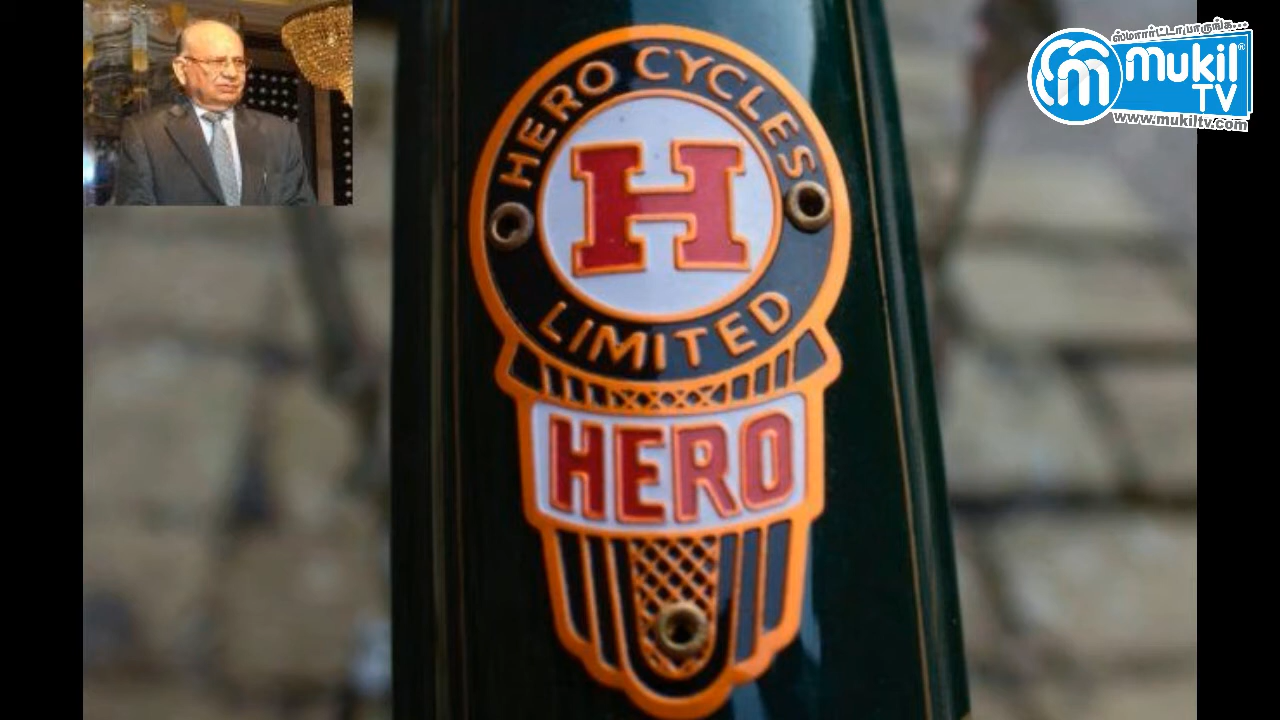 HERO CYCLES
H
LIMITED
HERO
ஸ்மார்ட்டா பாருங்க...
mukil
TV
www.mukiltv.com